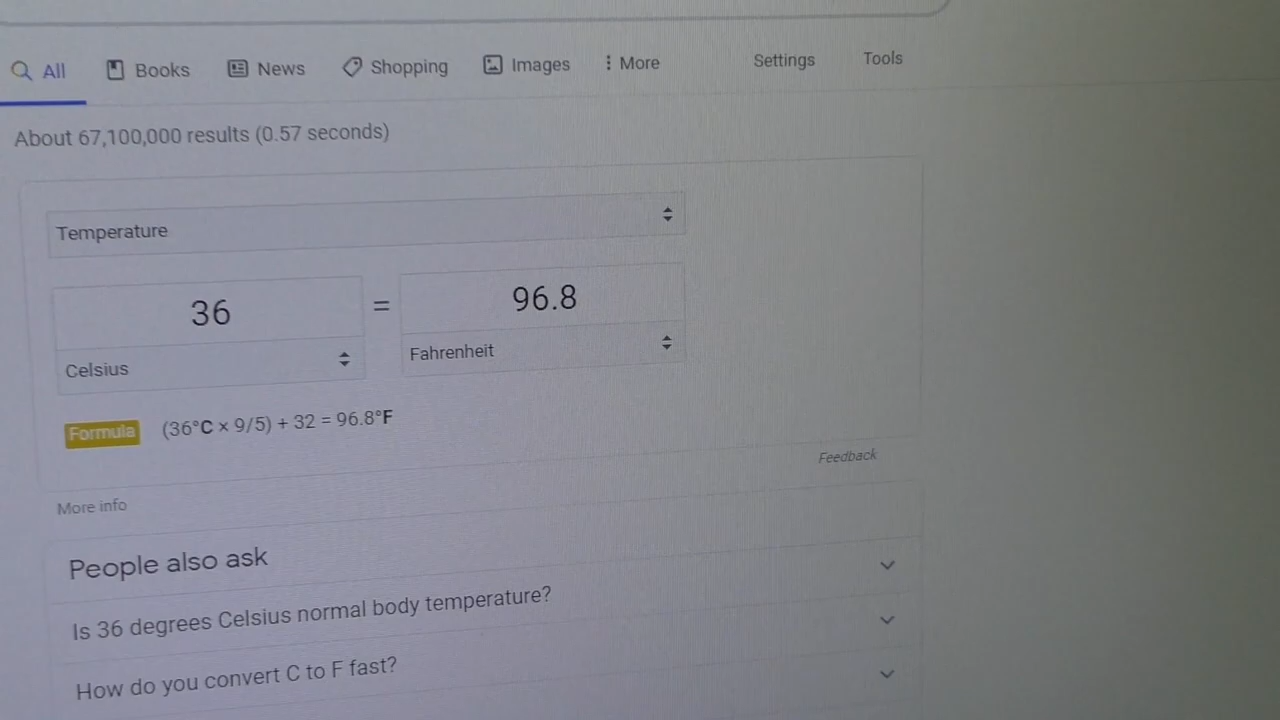 All Books News Shopping Images More Settings Tools
About 67,100,000 results (0.57 seconds)
Temperature
36 = 96.8
Celsius Fahrenheit
Formula (36°C × 9/5) + 32 = 96.8°F
Feedback
More info
People also ask
Is 36 degrees Celsius normal body temperature?
How do you convert C to F fast?